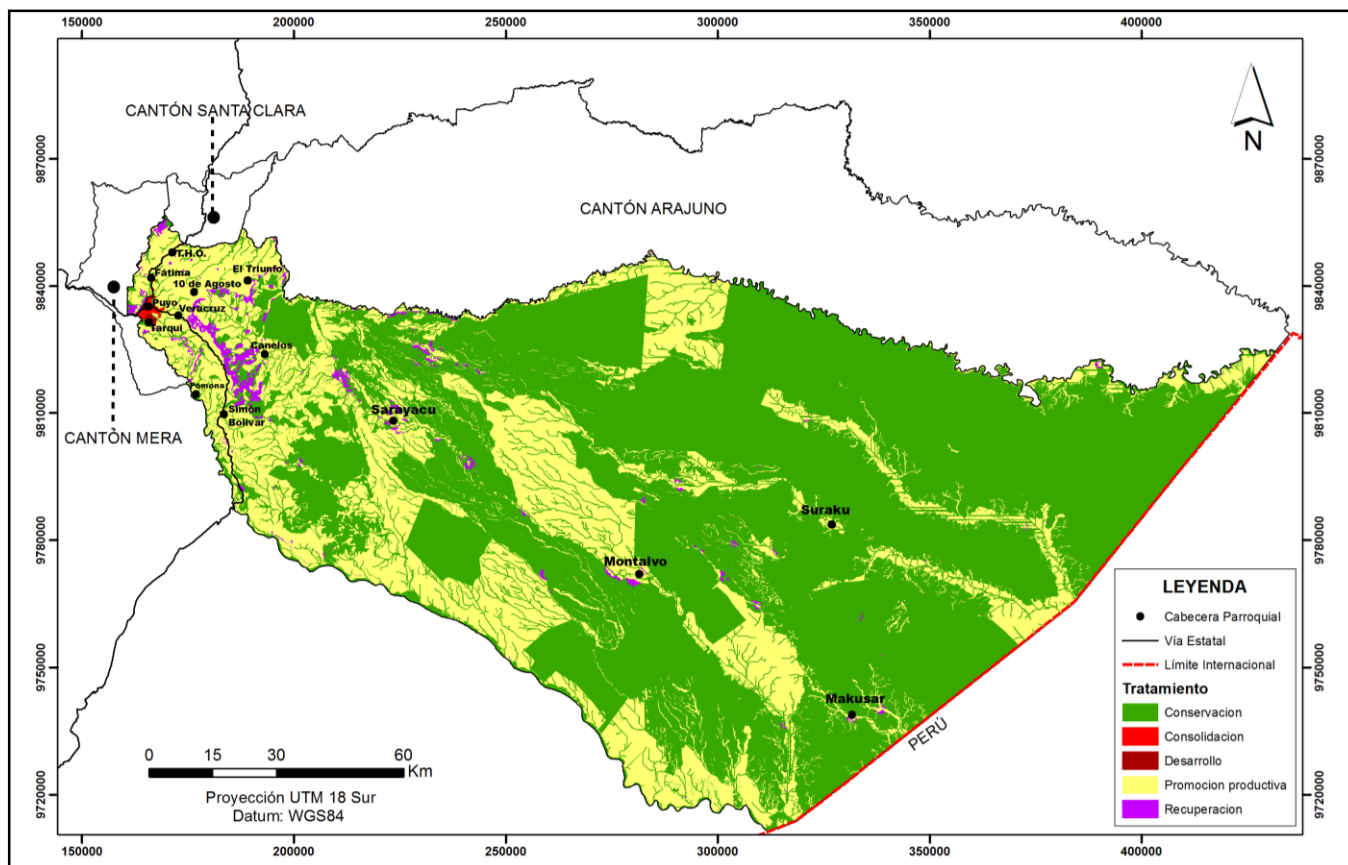 150000 200000 250000 300000 350000 400000
CANTÓN SANTA CLARA
N
9870000 9870000
CANTÓN ARAJUNO
T.H.O.
Fátima
El Triunfo
10 de Agosto
9840000 9840000
Puyo
Veracruz
Tarqui
Canelos
Pomona
Simón
Bolívar
Sarayacu
9810000 9810000
CANTÓN MERA
Suraku
9780000 9780000
Montalvo
9750000 9750000
Makusar
PERÚ
LEYENDA
Cabecera Parroquial
Vía Estatal
Límite Internacional
Tratamiento
Conservacion
Consolidacion
Desarrollo
Promocion productiva
Recuperacion
0 15 30 60
Km
Proyección UTM 18 Sur
Datum: WGS84
9720000 9720000
150000 200000 250000 300000 350000 400000